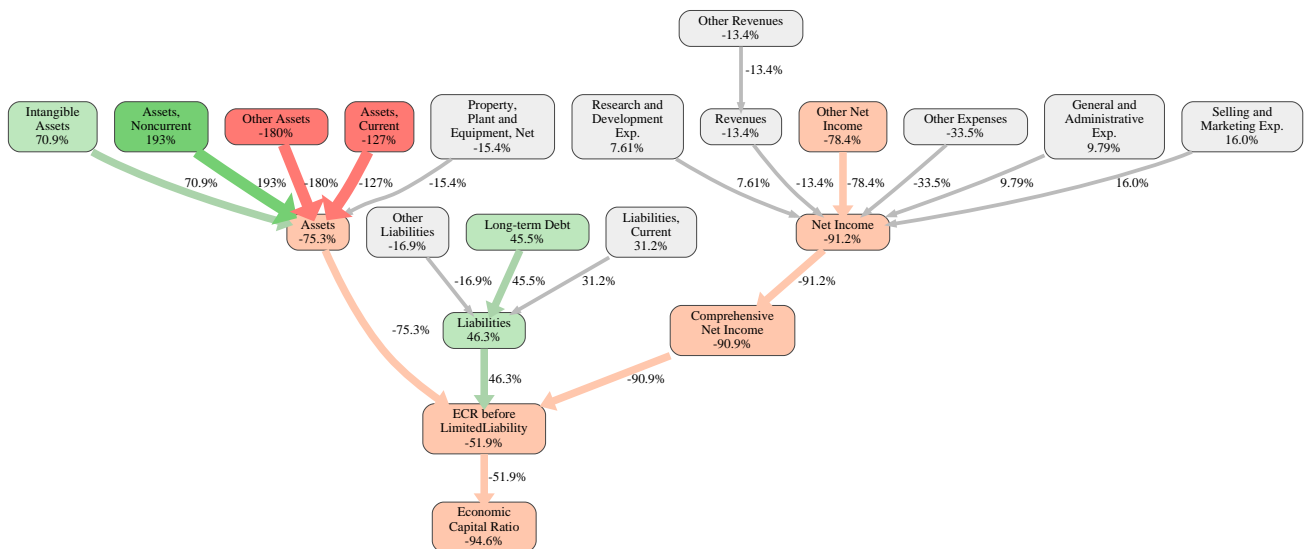 Other Revenues
-13.4%
-13.4%
Intangible
Assets
70.9%
Assets,
Noncurrent
193%
Other Assets
-180%
Assets,
Current
-127%
Property,
Plant and
Equipment, Net
-15.4%
Research and
Development
Exp.
7.61%
Revenues
-13.4%
Other Net
Income
-78.4%
Other Expenses
-33.5%
General and
Administrative
Exp.
9.79%
Selling and
Marketing Exp.
16.0%
70.9%
193%
-180%
-127%
-15.4%
7.61%
-13.4%
-78.4%
-33.5%
9.79%
16.0%
Assets
-75.3%
Other
Liabilities
-16.9%
Long-term Debt
45.5%
Liabilities,
Current
31.2%
Net Income
-91.2%
-16.9%
45.5%
31.2%
-91.2%
-75.3%
Liabilities
46.3%
Comprehensive
Net Income
-90.9%
46.3%
-90.9%
ECR before
LimitedLiability
-51.9%
-51.9%
Economic
Capital Ratio
-94.6%